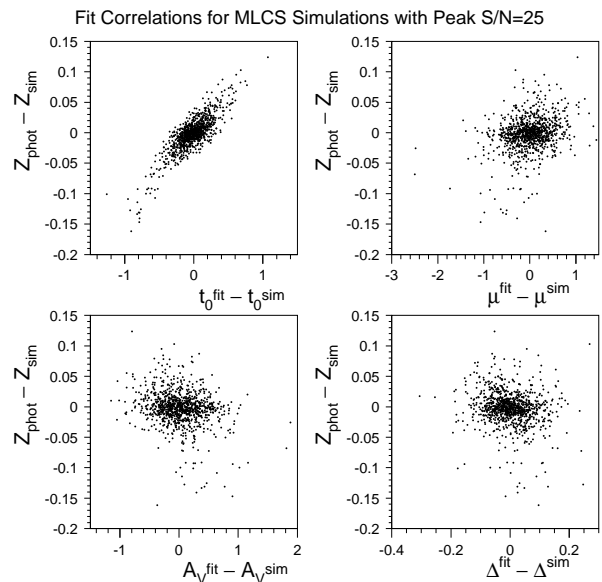 Fit Correlations for MLCS Simulations with Peak S/N=25
0.15
0.1
0.05
0
-0.05
-0.1
-0.15
-0.2
Z_phot − Z_sim
-1 0 1
t_0^fit − t_0^sim
0.15
0.1
0.05
0
-0.05
-0.1
-0.15
-0.2
Z_phot − Z_sim
-3 -2 -1 0 1
μ^fit − μ^sim
0.15
0.1
0.05
0
-0.05
-0.1
-0.15
-0.2
Z_phot − Z_sim
-1 0 1 2
A_V^fit − A_V^sim
0.15
0.1
0.05
0
-0.05
-0.1
-0.15
-0.2
Z_phot − Z_sim
-0.4 -0.2 0 0.2
Δ^fit − Δ^sim